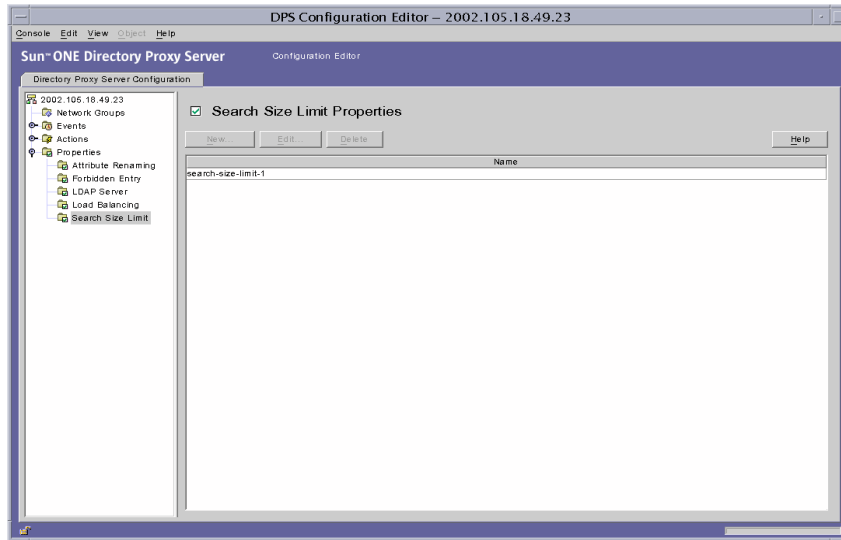 DPS Configuration Editor – 2002.105.18.49.23
Console Edit View Object Help
Sun™ ONE Directory Proxy Server Configuration Editor
Directory Proxy Server Configuration
2002.105.18.49.23
Network Groups
Events
Actions
Properties
Attribute Renaming
Forbidden Entry
LDAP Server
Load Balancing
Search Size Limit
Search Size Limit Properties
New... Edit... Delete Help
Name
search-size-limit-1